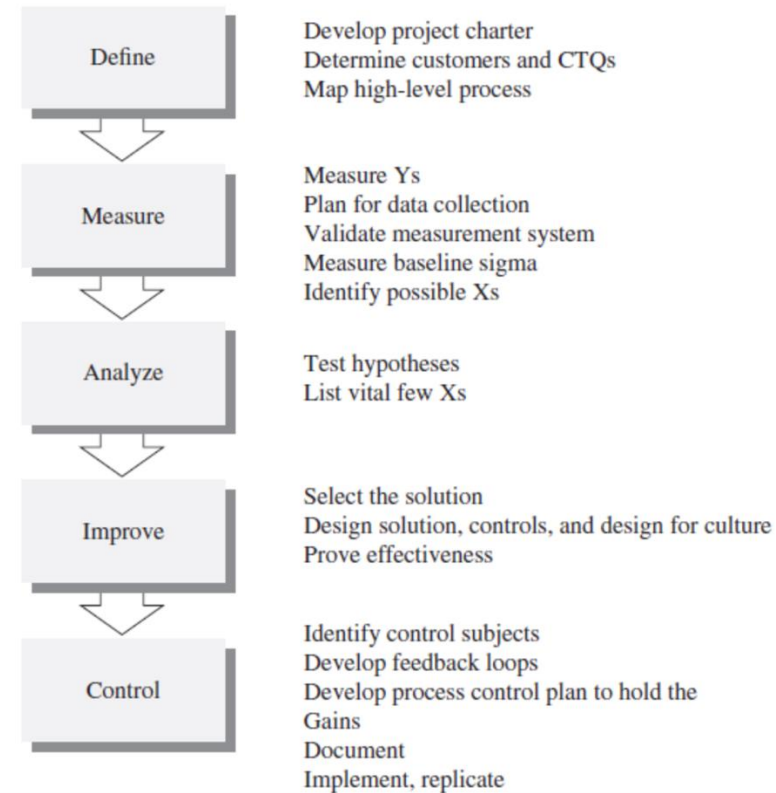 Define
Develop project charter
Determine customers and CTQs
Map high-level process
Measure
Measure Ys
Plan for data collection
Validate measurement system
Measure baseline sigma
Identify possible Xs
Analyze
Test hypotheses
List vital few Xs
Improve
Select the solution
Design solution, controls, and design for culture
Prove effectiveness
Control
Identify control subjects
Develop feedback loops
Develop process control plan to hold the
Gains
Document
Implement, replicate